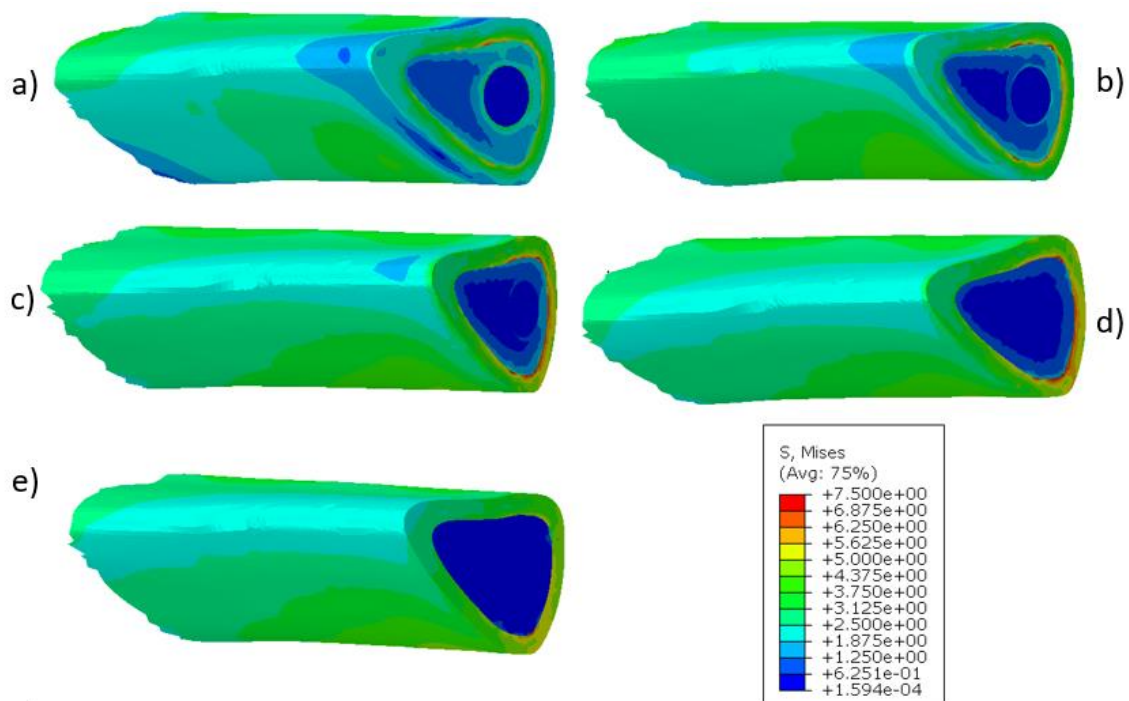 a)
b)
c)
d)
e)
S, Mises
(Avg: 75%)
+7.500e+00
+6.875e+00
+6.250e+00
+5.625e+00
+5.000e+00
+4.375e+00
+3.750e+00
+3.125e+00
+2.500e+00
+1.875e+00
+1.250e+00
+6.251e-01
+1.594e-04